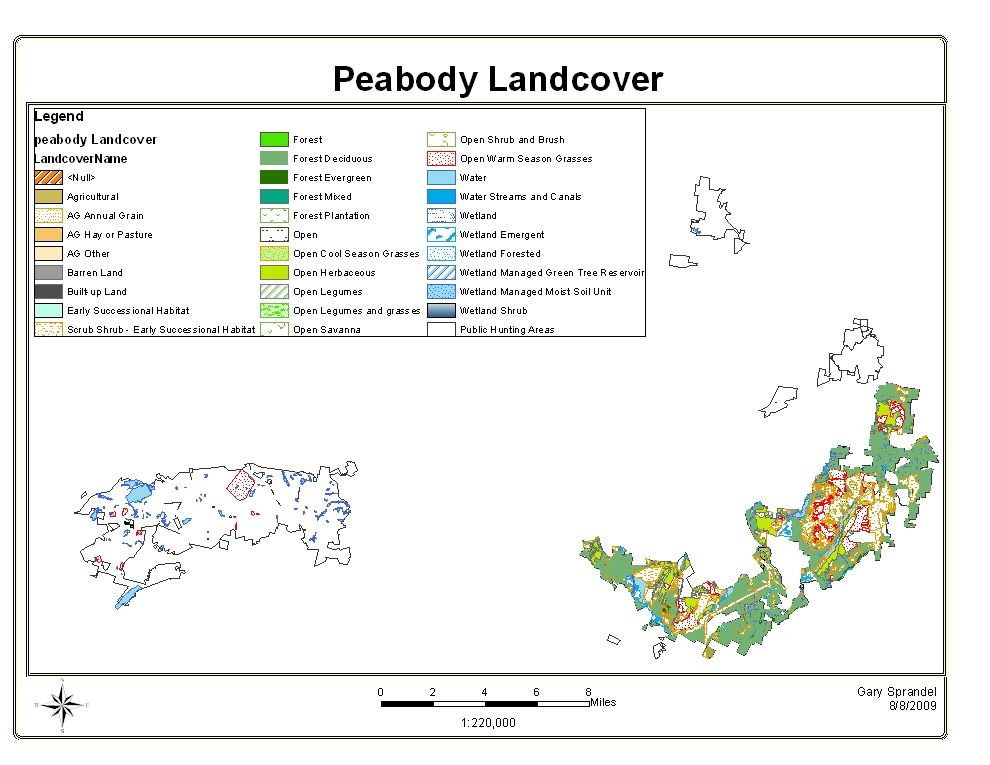 Peabody Landcover
Legend
peabody Landcover
LandcoverName
<Null>
Agricultural
AG Annual Grain
AG Hay or Pasture
AG Other
Barren Land
Built-up Land
Early Successional Habitat
Scrub Shrub - Early Successional Habitat
Forest
Forest Deciduous
Forest Evergreen
Forest Mixed
Forest Plantation
Open
Open Cool Season Grasses
Open Herbaceous
Open Legumes
Open Legumes and grasses
Open Savanna
Open Shrub and Brush
Open Warm Season Grasses
Water
Water Streams and Canals
Wetland
Wetland Emergent
Wetland Forested
Wetland Managed Green Tree Reservoir
Wetland Managed Moist Soil Unit
Wetland Shrub
Public Hunting Areas
N
W E
S
0 2 4 6 8
Miles
1:220,000
Gary Sprandel
8/8/2009